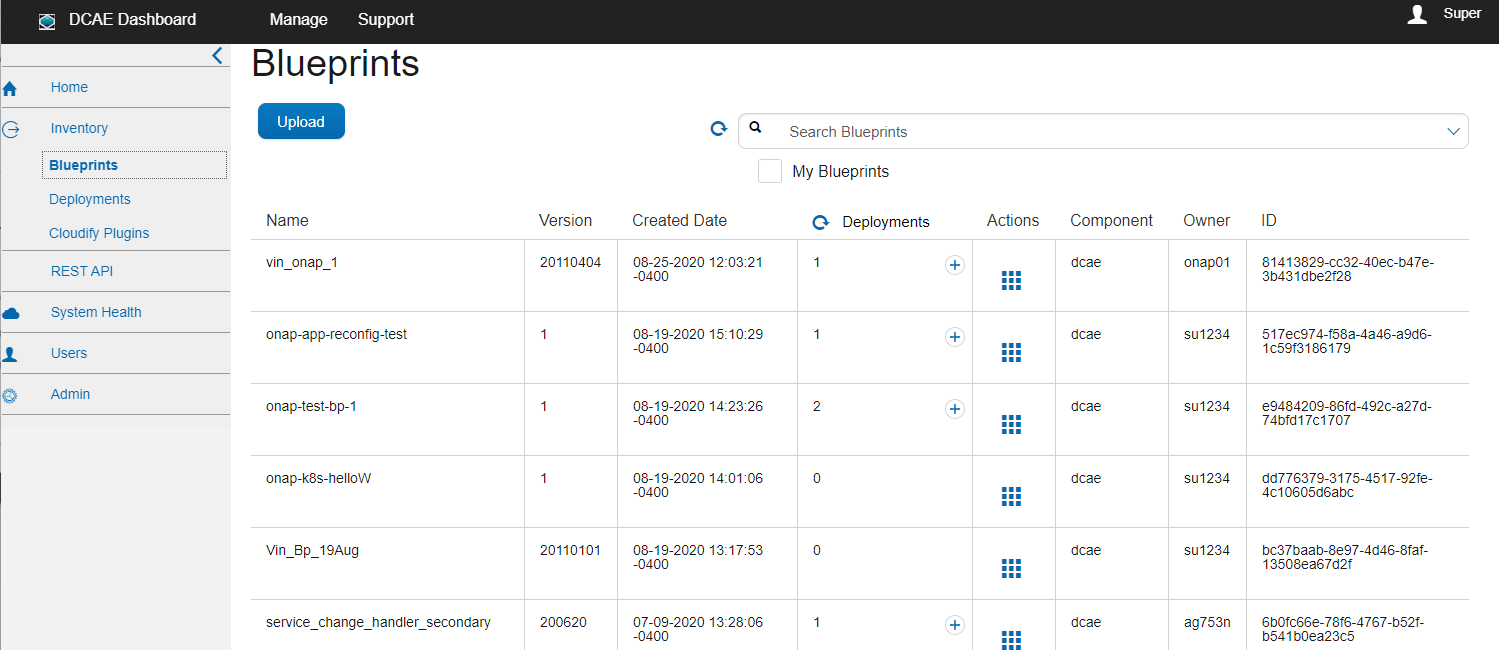 DCAE Dashboard Manage Support Super
Home
Inventory
Blueprints
Deployments
Cloudify Plugins
REST API
System Health
Users
Admin
Blueprints
Upload
Search Blueprints
My Blueprints
Name Version Created Date Deployments Actions Component Owner ID
vin_onap_1 20110404 08-25-2020 12:03:21 1 dcae onap01 81413829-cc32-40ec-b47e-
-0400 3b431dbe2f28
onap-app-reconfig-test 1 08-19-2020 15:10:29 1 dcae su1234 517ec974-f58a-4a46-a9d6-
-0400 1c59f3186179
onap-test-bp-1 1 08-19-2020 14:23:26 2 dcae su1234 e9484209-86fd-492c-a27d-
-0400 74bfd17c1707
onap-k8s-helloW 1 08-19-2020 14:01:06 0 dcae su1234 dd776379-3175-4517-92fe-
-0400 4c10605d6abc
Vin_Bp_19Aug 20110101 08-19-2020 13:17:53 0 dcae su1234 bc37baab-8e97-4d46-8faf-
-0400 13508ea67d2f
service_change_handler_secondary 200620 07-09-2020 13:28:06 1 dcae ag753n 6b0fc66e-78f6-4767-b52f-
-0400 b541b0ea23c5